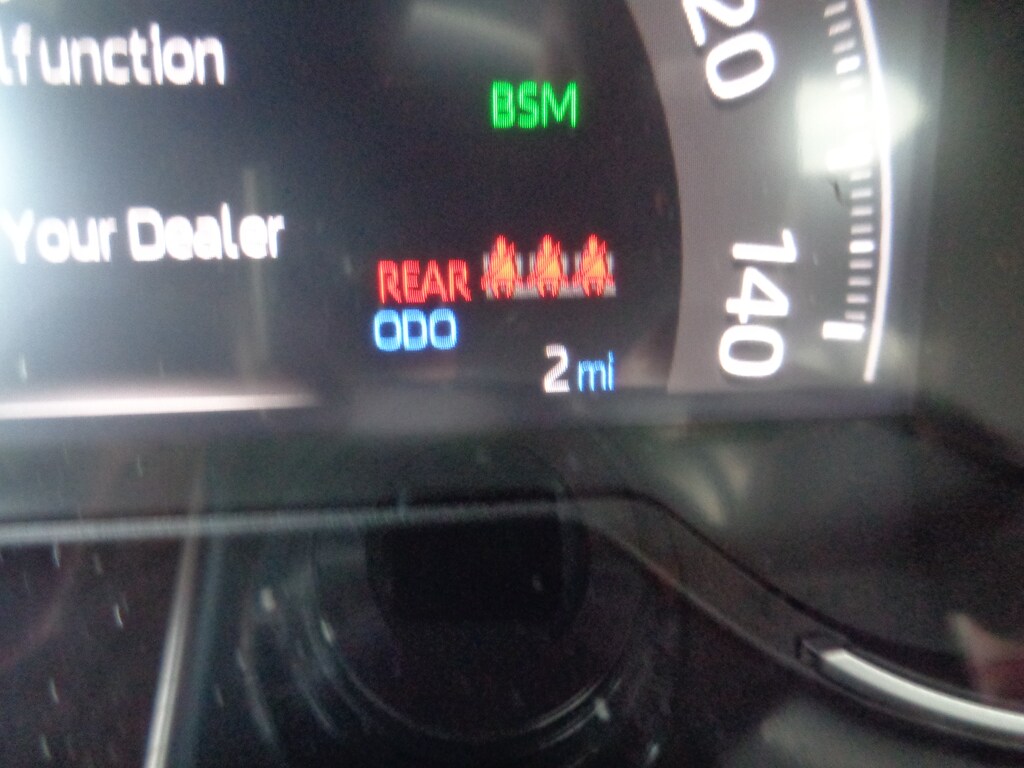 lfunction
BSM
Your Dealer
REAR
ODO
2 mi
20
140